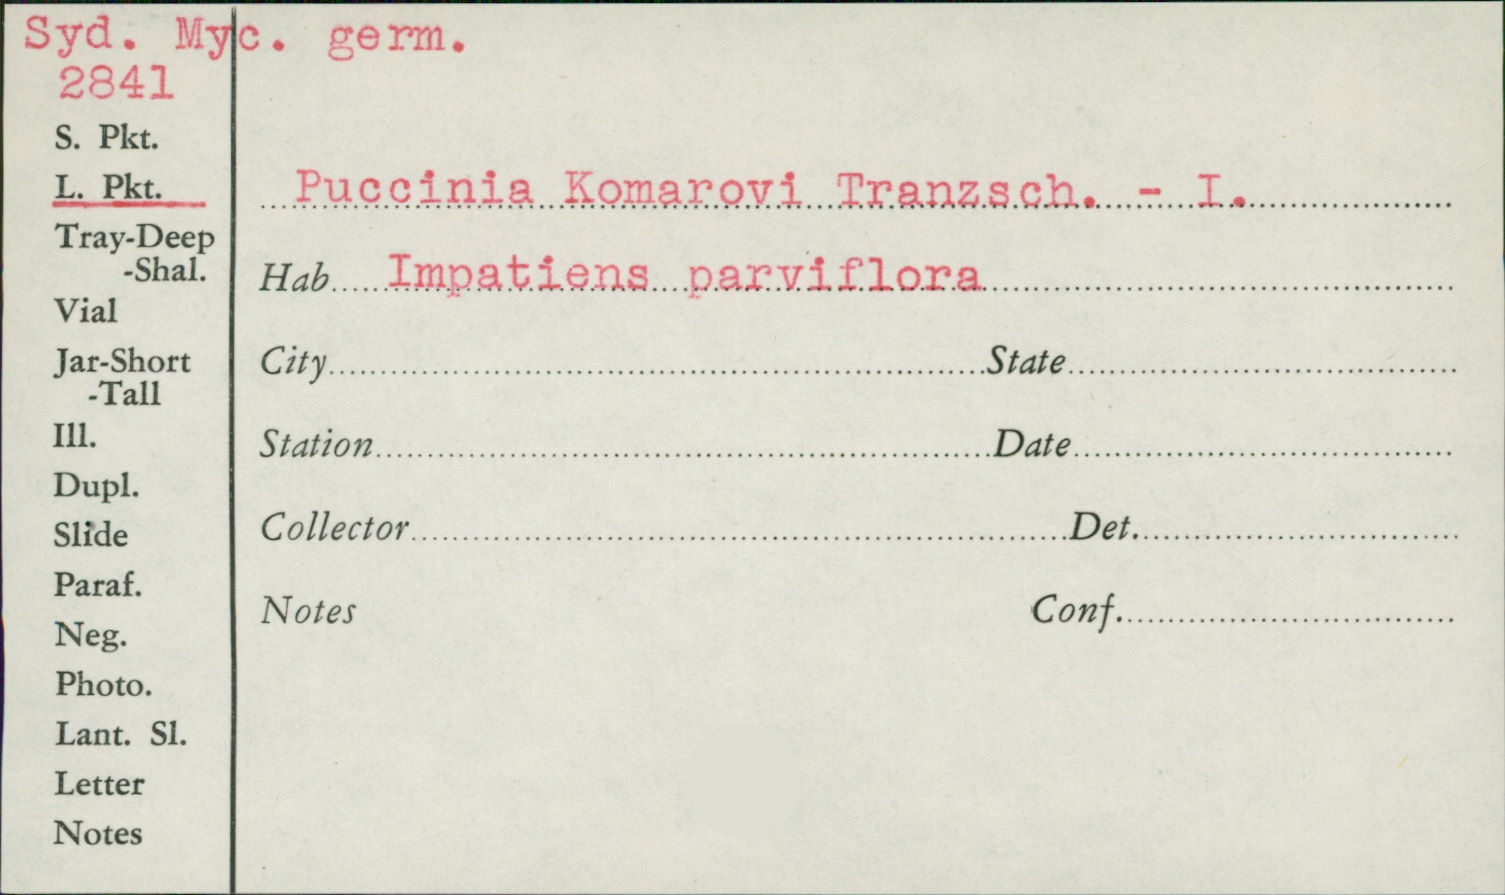 Syd. Myc. germ.
2841
S. Pkt.
L. Pkt.
Tray-Deep
-Shal.
Vial
Jar-Short
-Tall
Ill.
Dupl.
Slide
Paraf.
Neg.
Photo.
Lant. Sl.
Letter
Notes
Puccinia Komarovi Tranzsch. - I.
Hab Impatiens parviflora
City State
Station Date
Collector Det.
Notes Conf.